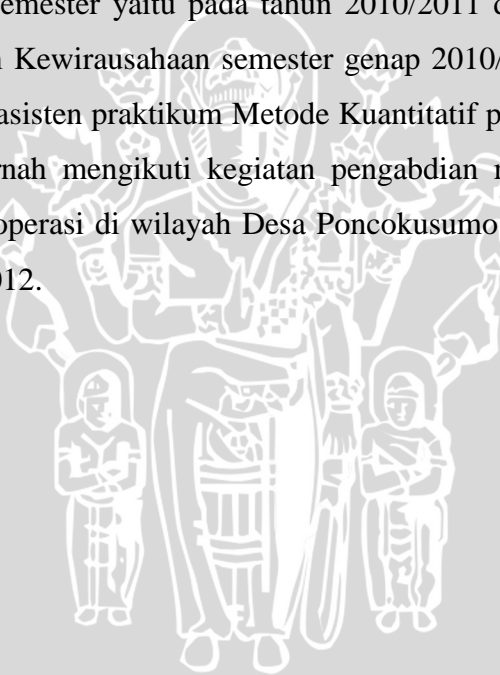 semester yaitu pada tahun 2010/2011 d
Kewirausahaan semester genap 2010/
asisten praktikum Metode Kuantitatif p
rnah mengikuti kegiatan pengabdian
operasi di wilayah Desa Poncokusumo
012.